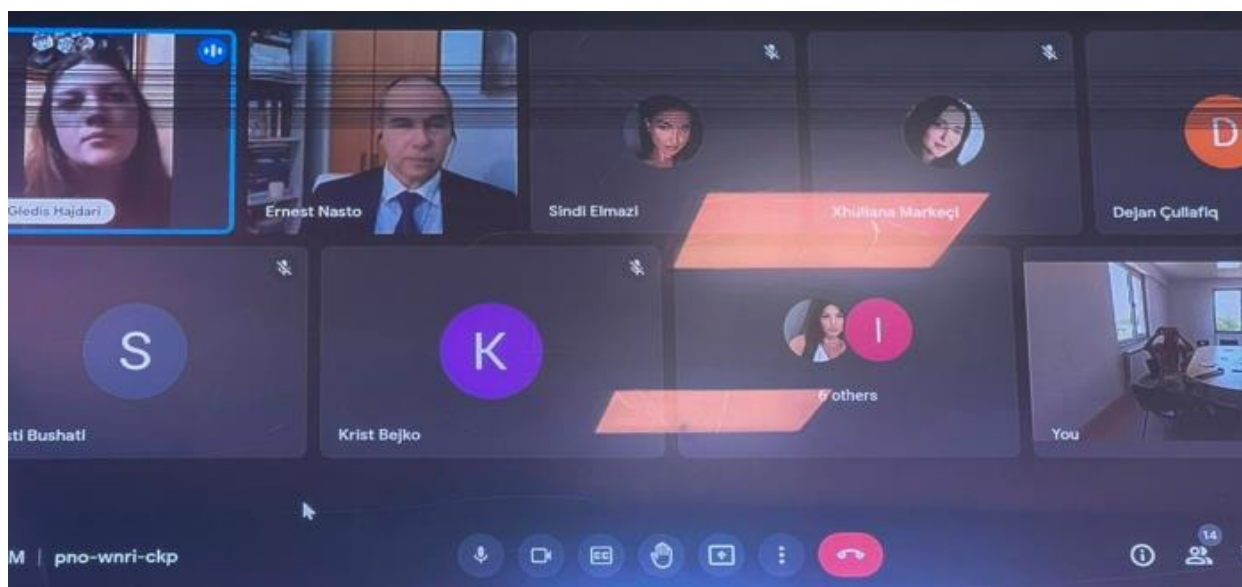 Gledis Hajdari
Ernest Nasto
Sindi Elmazi
Xhuliana Markeçi
Dejan Çullafiq
D
S
sti Bushati
K
Krist Bejko
I
6 others
You
M | pno-wnri-ckp
CC
14